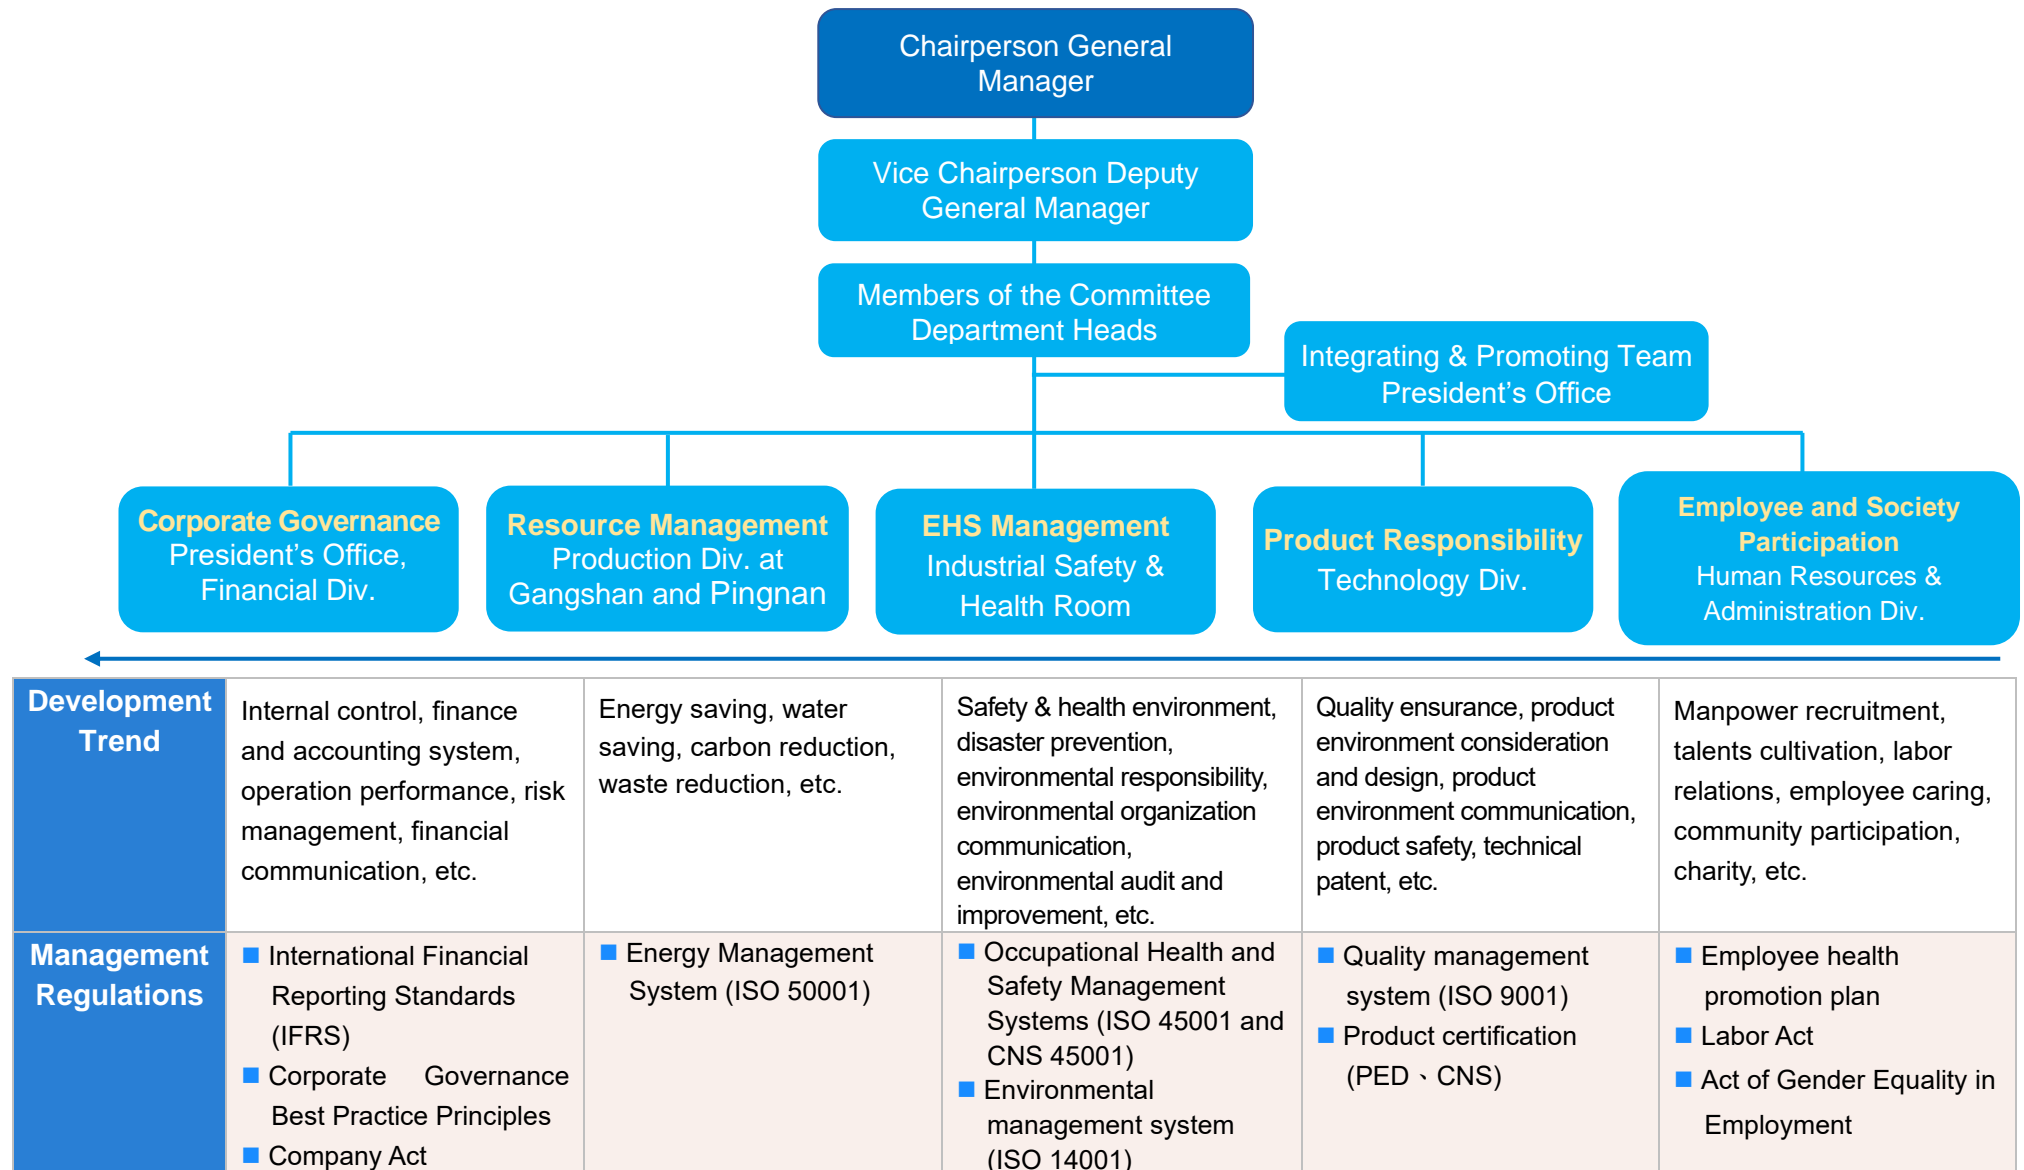 Chairperson General
Manager
Vice Chairperson Deputy
General Manager
Members of the Committee
Department Heads
Integrating & Promoting Team
President’s Office
Corporate Governance
President’s Office,
Financial Div.
Resource Management
Production Div. at
Gangshan and Pingnan
EHS Management
Industrial Safety &
Health Room
Product Responsibility
Technology Div.
Employee and Society
Participation
Human Resources &
Administration Div.
Development
Trend
Internal control, finance
and accounting system,
operation performance, risk
management, financial
communication, etc.
Energy saving, water
saving, carbon reduction,
waste reduction, etc.
Safety & health environment,
disaster prevention,
environmental responsibility,
environmental organization
communication,
environmental audit and
improvement, etc.
Quality ensurance, product
environment consideration
and design, product
environment communication,
product safety, technical
patent, etc.
Manpower recruitment,
talents cultivation, labor
relations, employee caring,
community participation,
charity, etc.
Management
Regulations
■ International Financial
Reporting Standards
(IFRS)
■ Corporate Governance
Best Practice Principles
■ Company Act
■ Energy Management
System (ISO 50001)
■ Occupational Health and
Safety Management
Systems (ISO 45001 and
CNS 45001)
■ Environmental
management system
(ISO 14001)
■ Quality management
system (ISO 9001)
■ Product certification
(PED、CNS)
■ Employee health
promotion plan
■ Labor Act
■ Act of Gender Equality in
Employment